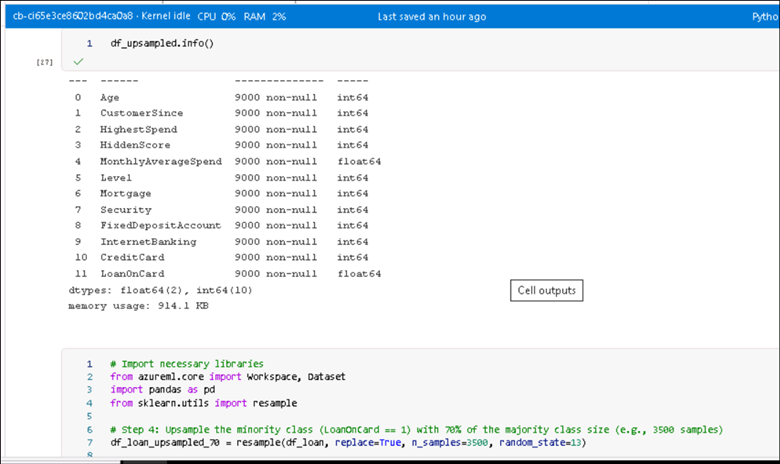 cb-ci65e3ce8602bd4ca0a8 · Kernel idle CPU 0% RAM 2% Last saved an hour ago Pytho
1 df_upsampled.info()
[27]
--- ------ -------------- -----
0 Age 9000 non-null int64
1 CustomerSince 9000 non-null int64
2 HighestSpend 9000 non-null int64
3 HiddenScore 9000 non-null int64
4 MonthlyAverageSpend 9000 non-null float64
5 Level 9000 non-null int64
6 Mortgage 9000 non-null int64
7 Security 9000 non-null int64
8 FixedDepositAccount 9000 non-null int64
9 InternetBanking 9000 non-null int64
10 CreditCard 9000 non-null int64
11 LoanOnCard 9000 non-null float64
dtypes: float64(2), int64(10)
memory usage: 914.1 KB
Cell outputs
1 # Import necessary libraries
2 from azureml.core import Workspace, Dataset
3 import pandas as pd
4 from sklearn.utils import resample
5
6 # Step 4: Upsample the minority class (LoanOnCard == 1) with 70% of the majority class size (e.g., 3500 samples)
7 df_loan_upsampled_70 = resample(df_loan, replace=True, n_samples=3500, random_state=13)
8